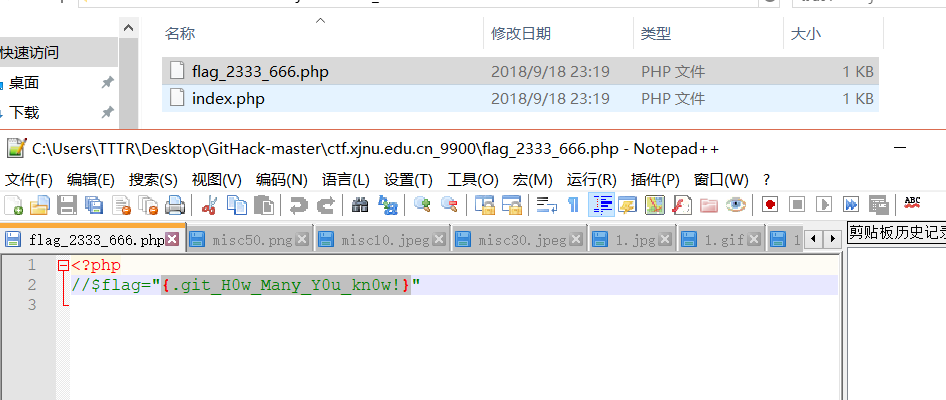 名称 修改日期 类型 大小
快速访问
桌面
下载
flag_2333_666.php 2018/9/18 23:19 PHP 文件 1 KB
index.php 2018/9/18 23:19 PHP 文件 1 KB
C:\Users\TTTR\Desktop\GitHack-master\ctf.xjnu.edu.cn_9900\flag_2333_666.php - Notepad++
文件(F) 编辑(E) 搜索(S) 视图(V) 编码(N) 语言(L) 设置(T) 工具(O) 宏(M) 运行(R) 插件(P) 窗口(W) ?
ABC
flag_2333_666.php misc50.png misc10.jpeg misc30.jpeg 1.jpg 1.gif 1
剪贴板历史记录
1 <?php
2 //$flag="{.git_H0w_Many_Y0u_kn0w!}"
3